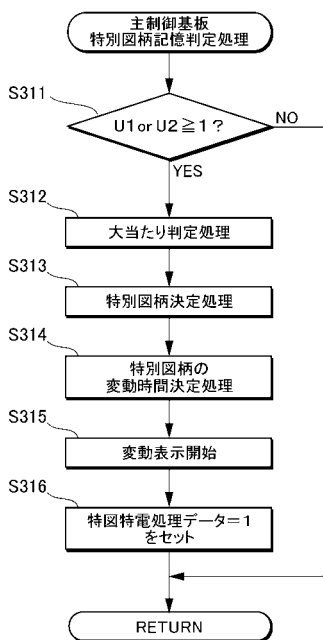 主制御基板
特別図柄記憶判定処理
S311
U1 or U2 ≧ 1 ?
NO
YES
S312
大当たり判定処理
S313
特別図柄決定処理
S314
特別図柄の
変動時間決定処理
S315
変動表示開始
S316
特図特電処理データ=1
をセット
RETURN